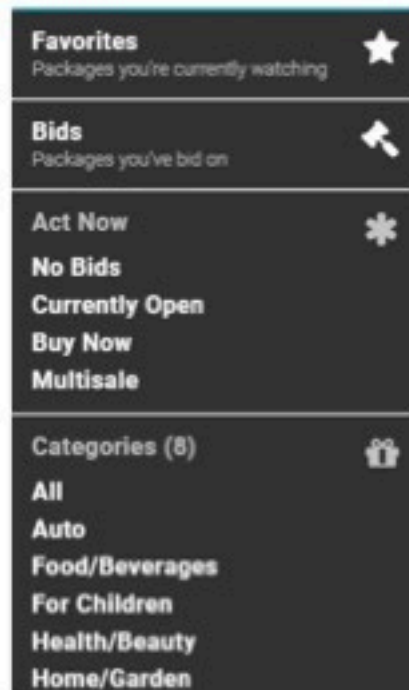 Favorites
Packages you're currently watching
Bids
Packages you've bid on
Act Now
No Bids
Currently Open
Buy Now
Multisale
Categories (8)
All
Auto
Food/Beverages
For Children
Health/Beauty
Home/Garden